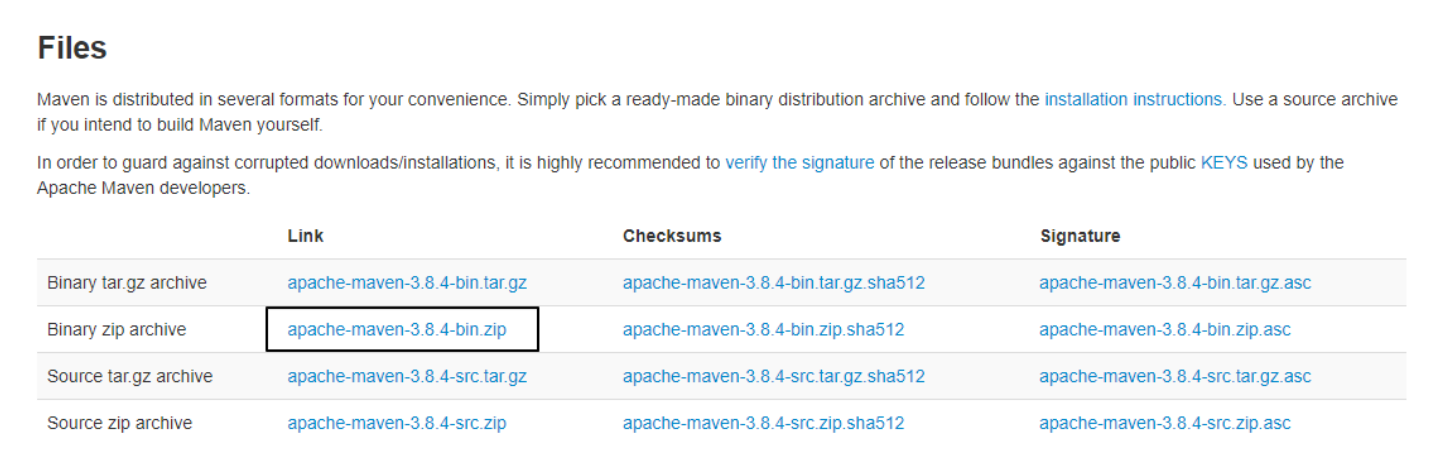 Files
Maven is distributed in several formats for your convenience. Simply pick a ready-made binary distribution archive and follow the installation instructions. Use a source archive
if you intend to build Maven yourself.
In order to guard against corrupted downloads/installations, it is highly recommended to verify the signature of the release bundles against the public KEYS used by the
Apache Maven developers.
Link Checksums Signature
Binary tar.gz archive apache-maven-3.8.4-bin.tar.gz apache-maven-3.8.4-bin.tar.gz.sha512 apache-maven-3.8.4-bin.tar.gz.asc
Binary zip archive apache-maven-3.8.4-bin.zip apache-maven-3.8.4-bin.zip.sha512 apache-maven-3.8.4-bin.zip.asc
Source tar.gz archive apache-maven-3.8.4-src.tar.gz apache-maven-3.8.4-src.tar.gz.sha512 apache-maven-3.8.4-src.tar.gz.asc
Source zip archive apache-maven-3.8.4-src.zip apache-maven-3.8.4-src.zip.sha512 apache-maven-3.8.4-src.zip.asc